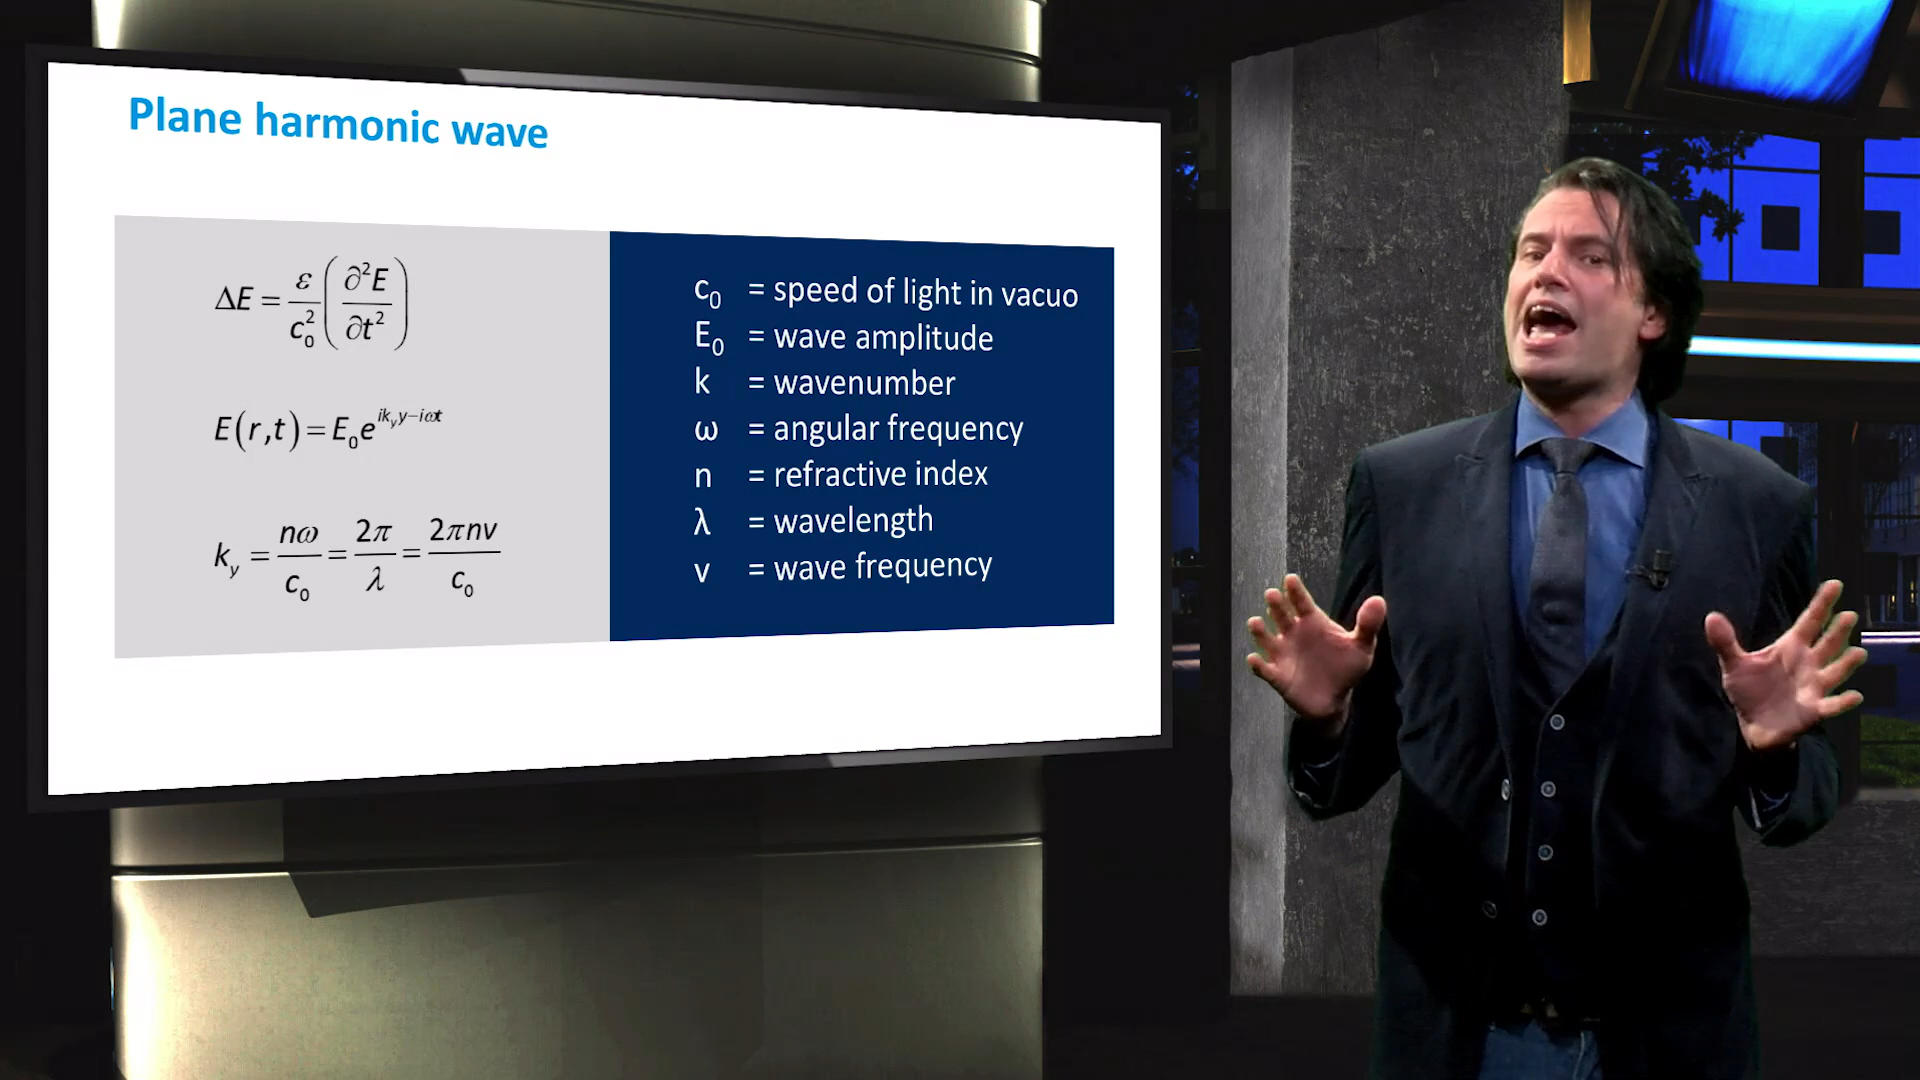 Plane harmonic wave
ΔE = ε/c₀² (∂²E/∂t²)
E(r,t) = E₀e^{ik_y y−iωt}
k_y = nω/c₀ = 2π/λ = 2πnv/c₀
c₀ = speed of light in vacuo
E₀ = wave amplitude
k = wavenumber
ω = angular frequency
n = refractive index
λ = wavelength
v = wave frequency